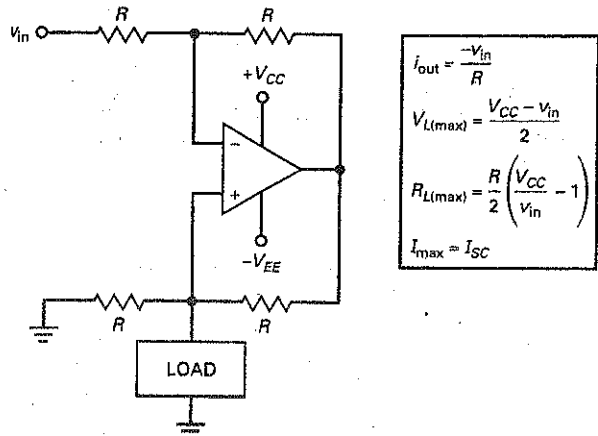 v_in
R
R
+V_CC
−
+
−V_EE
R
R
LOAD
i_out = −v_in / R
V_L(max) = (V_CC − v_in) / 2
R_L(max) = R/2 (V_CC / v_in − 1)
I_max = I_SC